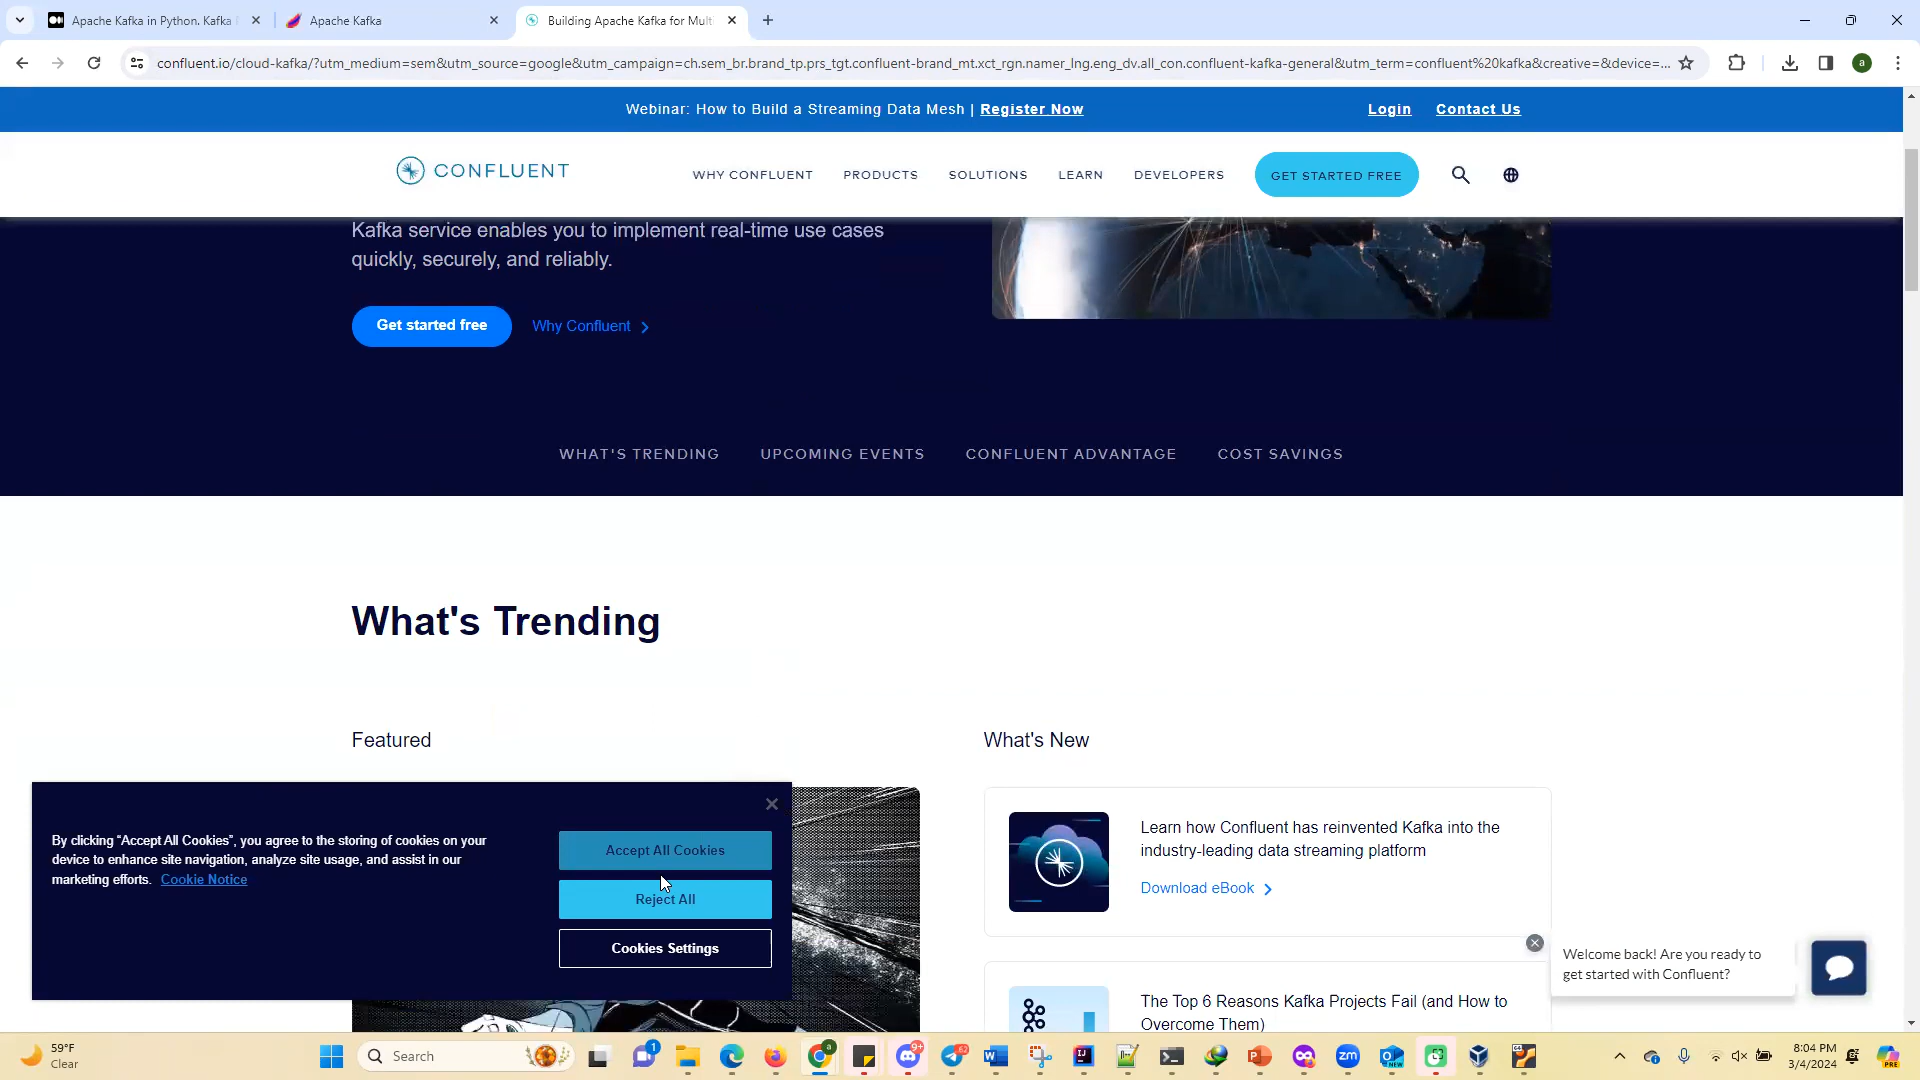 Apache Kafka in Python. Kafka
Apache Kafka
Building Apache Kafka for Mult
confluent.io/cloud-kafka/?utm_medium=sem&utm_source=google&utm_campaign=ch.sem_br.brand_tp.prs_tgt.confluent-brand_mt.xct_rgn.namer_lng.eng_dv.all_con.confluent-kafka-general&utm_term=confluent%20kafka&creative=&device=...
a
Webinar: How to Build a Streaming Data Mesh | Register Now
Login
Contact Us
CONFLUENT
WHY CONFLUENT
PRODUCTS
SOLUTIONS
LEARN
DEVELOPERS
GET STARTED FREE
Kafka service enables you to implement real-time use cases
quickly, securely, and reliably.
Get started free
Why Confluent
WHAT'S TRENDING
UPCOMING EVENTS
CONFLUENT ADVANTAGE
COST SAVINGS
What's Trending
Featured
What's New
By clicking “Accept All Cookies”, you agree to the storing of cookies on your
device to enhance site navigation, analyze site usage, and assist in our
marketing efforts. Cookie Notice
Accept All Cookies
Reject All
Cookies Settings
Learn how Confluent has reinvented Kafka into the
industry-leading data streaming platform
Download eBook
The Top 6 Reasons Kafka Projects Fail (and How to
Overcome Them)
Welcome back! Are you ready to
get started with Confluent?
59°F
Clear
Search
1
a
9+
62
8:04 PM
3/4/2024